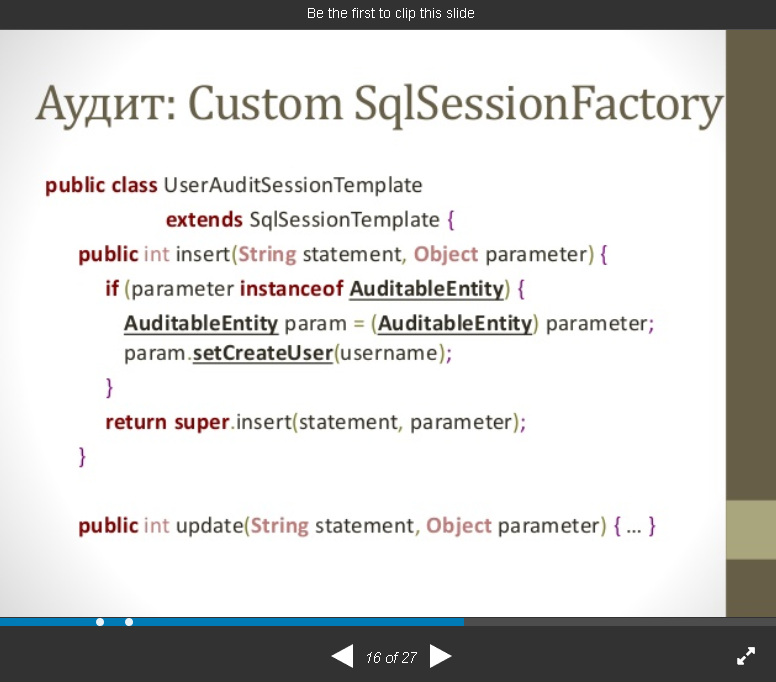 Be the first to clip this slide
Аудит: Custom SqlSessionFactory
public class UserAuditSessionTemplate
extends SqlSessionTemplate {
public int insert(String statement, Object parameter) {
if (parameter instanceof AuditableEntity) {
AuditableEntity param = (AuditableEntity) parameter;
param.setCreateUser(username);
}
return super.insert(statement, parameter);
}
public int update(String statement, Object parameter) { ... }
16 of 27